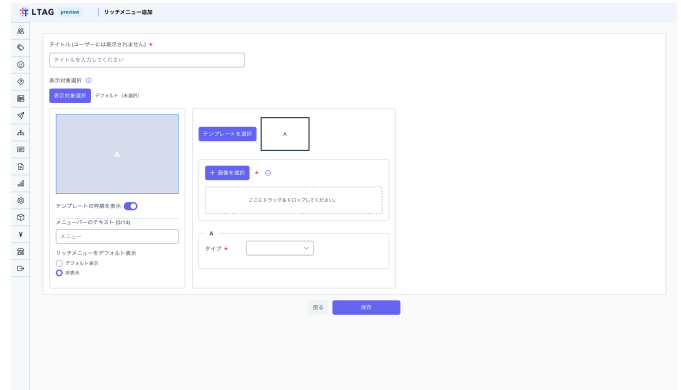 LTAG preview リッチメニュー追加
タイトル (ユーザーには表示されません) *
タイトルを入力してください
表示対象選択
表示対象選択 デフォルト (未選択)
A
テンプレートの枠線を表示
メニューバーのテキスト (0/14)
メニュー
リッチメニューをデフォルト表示
デフォルト表示
非表示
テンプレートを選択
A
+ 画像を選択 *
ここにドラッグ&ドロップしてください。
A
タイプ *
戻る
保存
¥